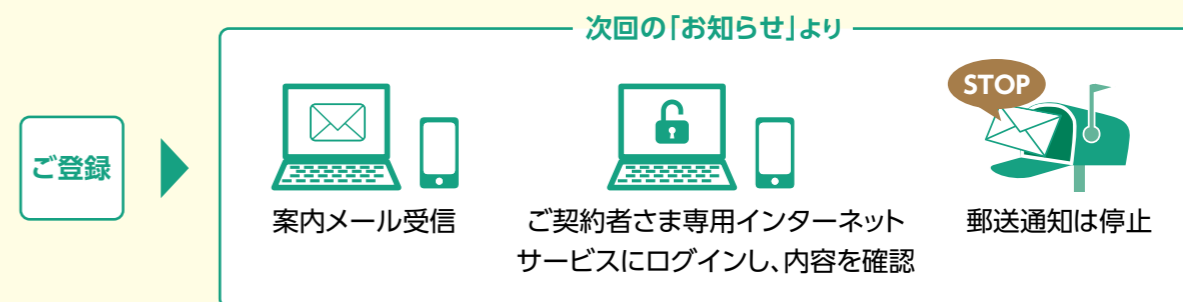 次回の「お知らせ」より
ご登録
STOP
案内メール受信
ご契約者さま専用インターネット
サービスにログインし、内容を確認
郵送通知は停止